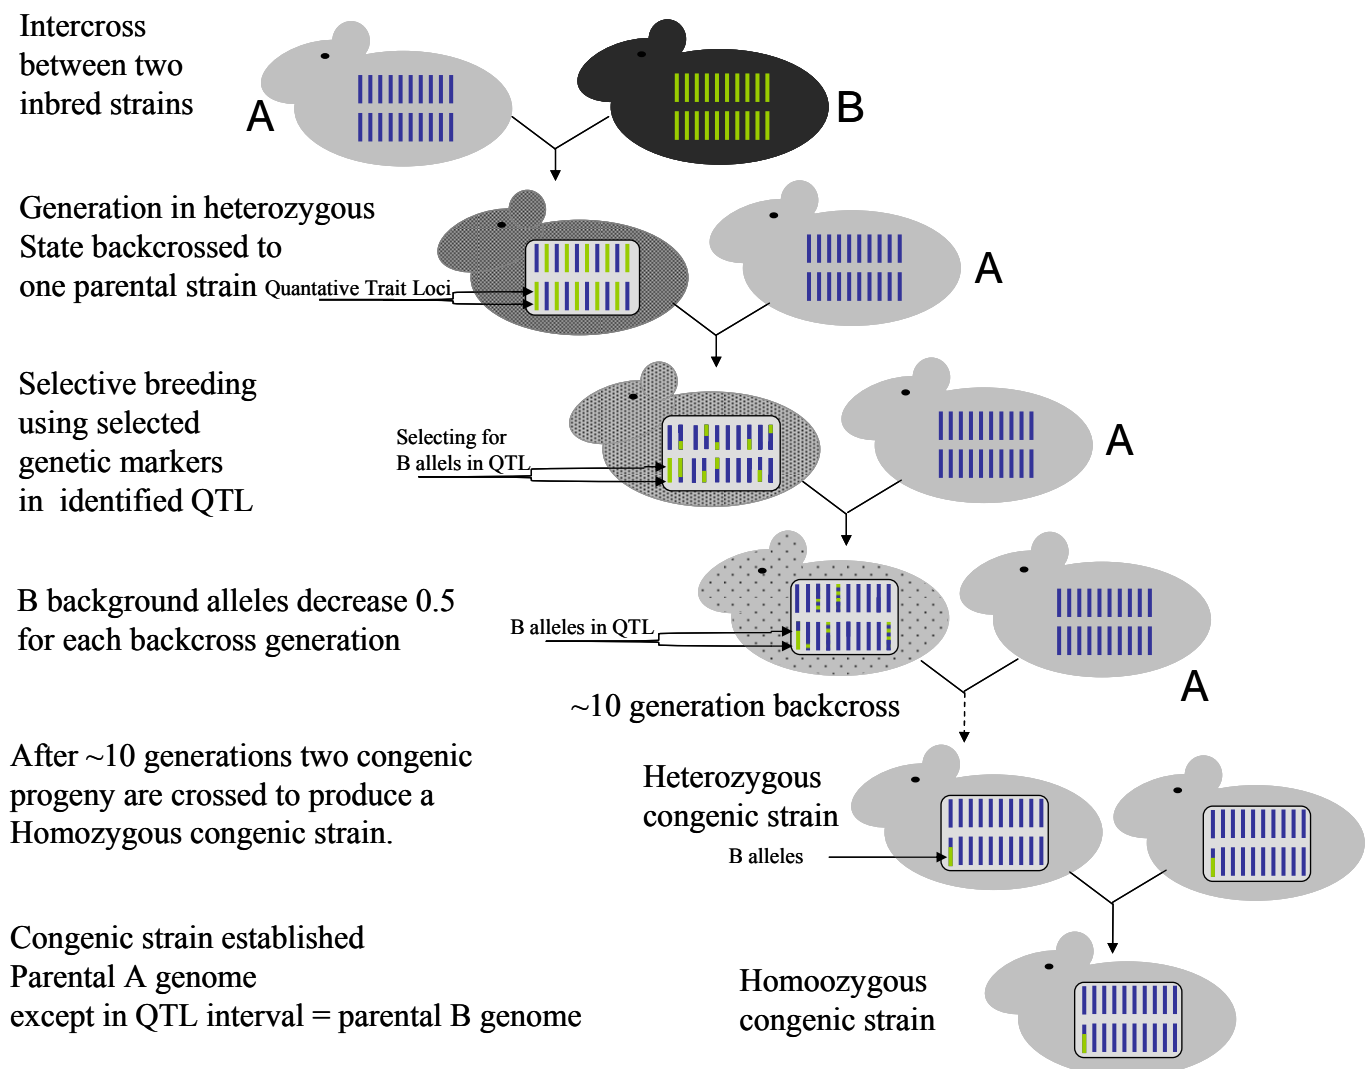 Intercross
between two
inbred strains
A
B
Generation in heterozygous
State backcrossed to
one parental strain
Quantative Trait Loci
A
Selective breeding
using selected
genetic markers
in identified QTL
Selecting for
B allels in QTL
A
B background alleles decrease 0.5
for each backcross generation
B alleles in QTL
A
~10 generation backcross
After ~10 generations two congenic
progeny are crossed to produce a
Homozygous congenic strain.
Heterozygous
congenic strain
B alleles
Congenic strain established
Parental A genome
except in QTL interval = parental B genome
Homoozygous
congenic strain